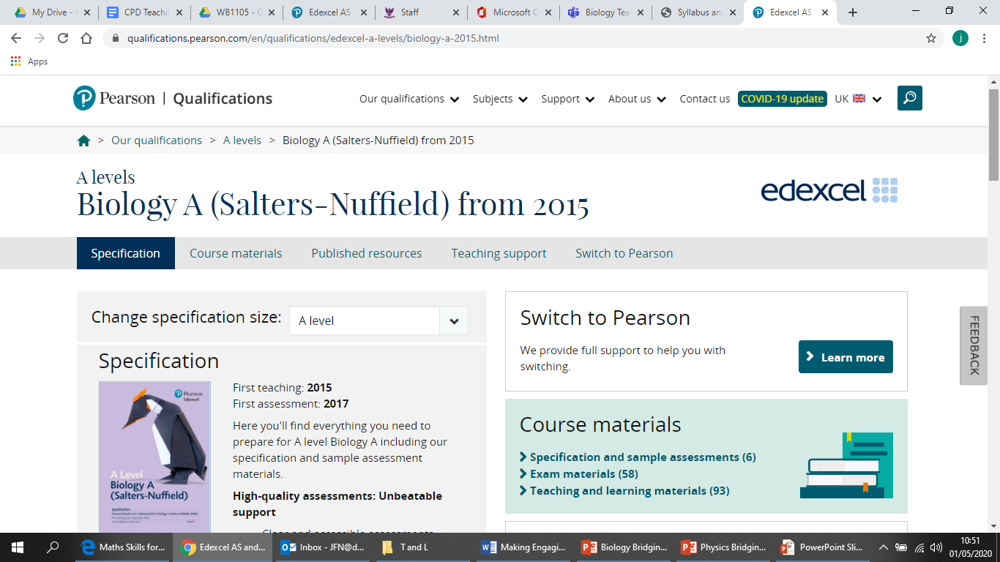 My Drive -
CPD Teachi
WB1105 - G
Edexcel AS
Staff
Microsoft O
Biology Tea
Syllabus and
Edexcel AS
qualifications.pearson.com/en/qualifications/edexcel-a-levels/biology-a-2015.html
j
Apps
Pearson | Qualifications
Our qualifications
Subjects
Support
About us
Contact us
COVID-19 update
UK
> Our qualifications > A levels > Biology A (Salters-Nuffield) from 2015
A levels
Biology A (Salters-Nuffield) from 2015
edexcel
Specification
Course materials
Published resources
Teaching support
Switch to Pearson
Change specification size:
A level
Specification
Pearson
Edexcel
A Level
Biology A
(Salters-Nuffield)
Specification
First teaching: 2015
First assessment: 2017
Here you'll find everything you need to
prepare for A level Biology A including our
specification and sample assessment
materials.
High-quality assessments: Unbeatable
support
Clear and accessible assessments
Switch to Pearson
We provide full support to help you with
switching.
Learn more
Course materials
Specification and sample assessments (6)
Exam materials (58)
Teaching and learning materials (93)
FEEDBACK
Maths Skills for...
Edexcel AS and...
Inbox - JFN@d...
T and L
Making Engagi...
Biology Bridgin...
Physics Bridgin...
PowerPoint Sli...
10:51
01/05/2020